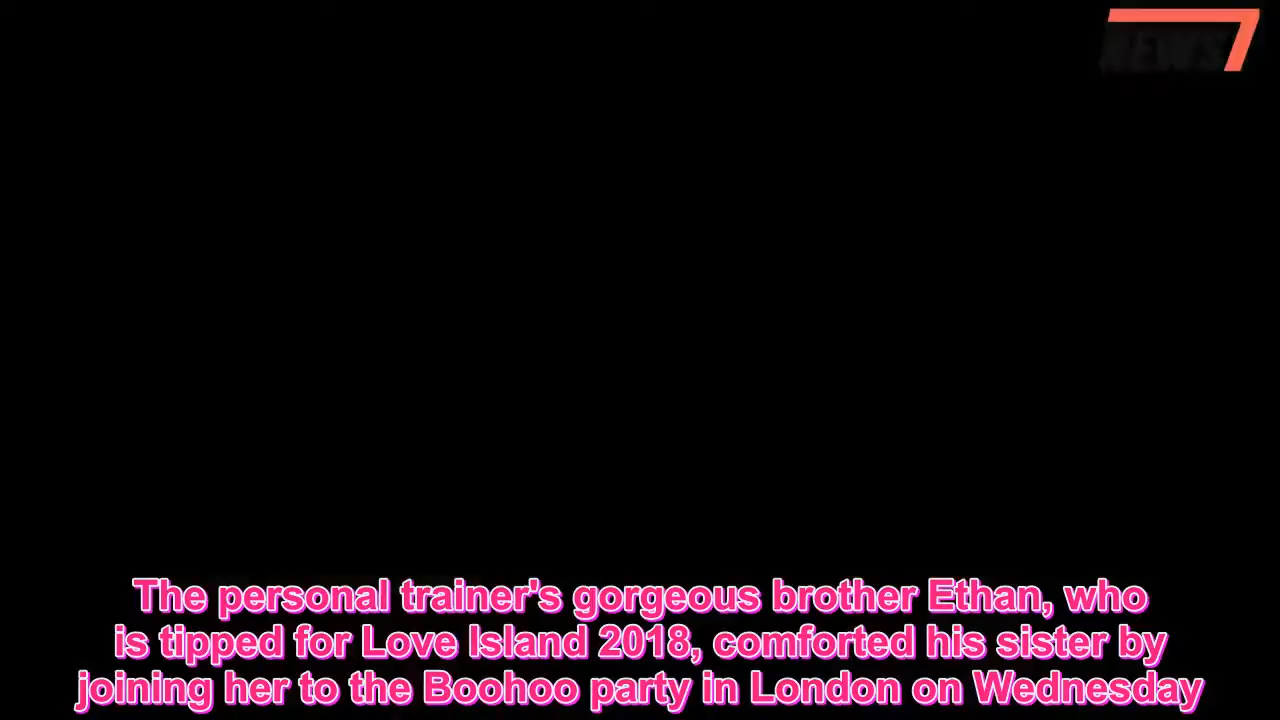 NEWS7
The personal trainer's gorgeous brother Ethan, who
is tipped for Love Island 2018, comforted his sister by
joining her to the Boohoo party in London on Wednesday